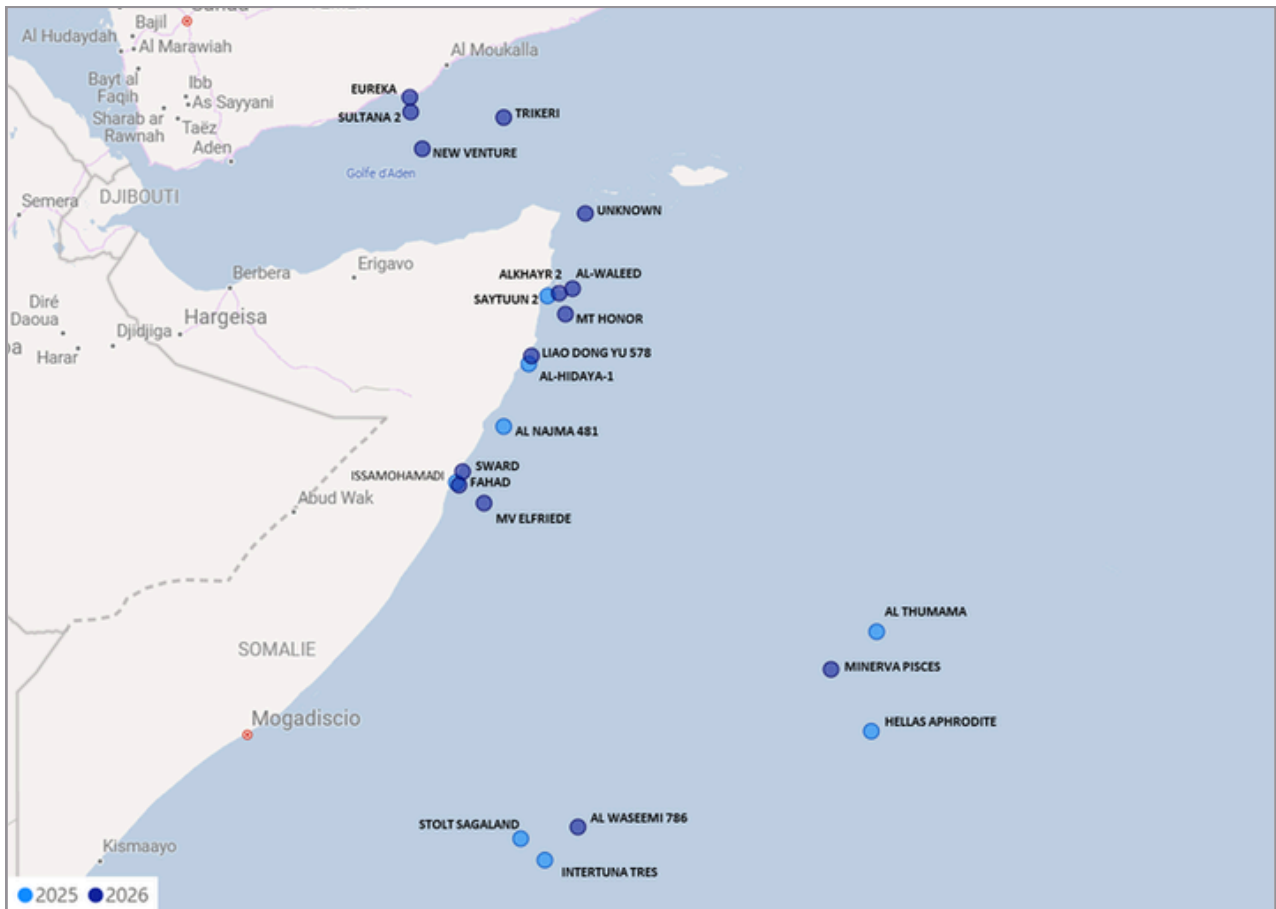 Bajil
Al Hudaydah
Al Marawiah
Al Moukalla
Bayt al
Faqih
Ibb
As Sayyani
Sharab ar
Rawnah
Taëz
Aden
EUREKA
SULTANA 2
TRIKERI
NEW VENTURE
Golfe d'Aden
Semera
DJIBOUTI
UNKNOWN
Berbera
Erigavo
ALKHAYR 2
AL-WALEED
SAYTUUN 2
MT HONOR
Diré
Daoua
Djidjiga
Hargeisa
Harar
LIAO DONG YU 578
AL-HIDAYA-1
AL NAJMA 481
SWARD
ISSAMOHAMADI
FAHAD
Abud Wak
MV ELFRIEDE
AL THUMAMA
SOMALIE
MINERVA PISCES
Mogadiscio
HELLAS APHRODITE
STOLT SAGALAND
AL WASEEMI 786
Kismaayo
INTERTUNA TRES
2025 2026